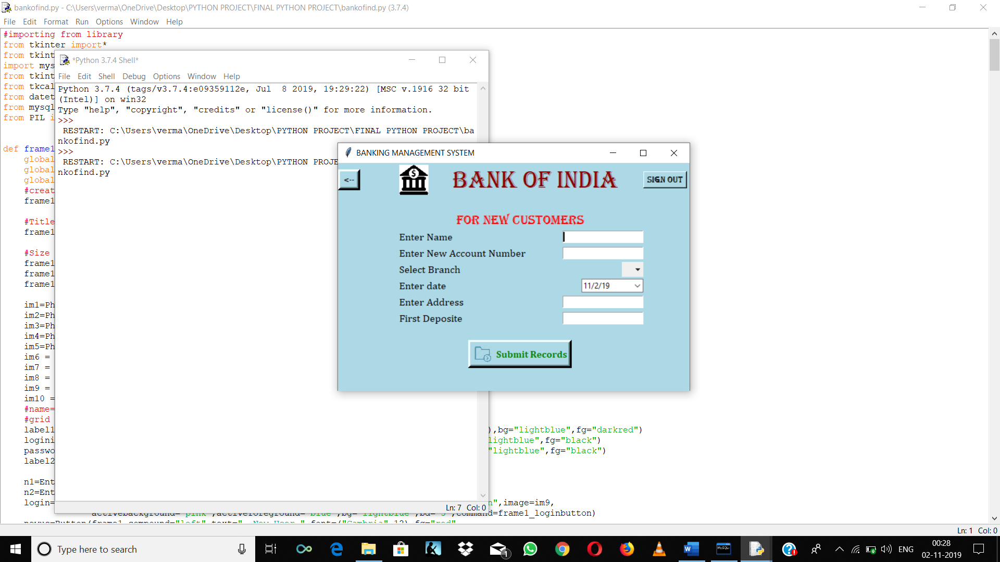 bankofind.py - C:\Users\verma\OneDrive\Desktop\PYTHON PROJECT\FINAL PYTHON PROJECT\bankofind.py (3.7.4)
File Edit Format Run Options Window Help
#importing from library
from tkinter import*
from tkint
import mys
from tkint
from tkcal
from datet
from mysql
from PIL i
def frame1
global
global
global
#creat
frame1
#Title
frame1
#Size
frame1
frame1
frame1
im1=Ph
im2=Ph
im3=Ph
im4=Ph
im5=Ph
im6 =
im7 =
im8 =
im9 =
im10 =
#name=
#grid
label1 ),bg="lightblue",fg="darkred")
logini lightblue",fg="black")
passwo "lightblue",fg="black")
label2
n1=Ent
n2=Ent
login= n",image=im9,
activebackground="pink",activeforeground="blue",bg="lightblue",bd="5",command=frame1_loginbutton)
newus=Button(frame1,compound="left",text=" New User ",font=("Cambria",12),fg="red"
Ln: 1 Col: 0
*Python 3.7.4 Shell*
File Edit Shell Debug Options Window Help
Python 3.7.4 (tags/v3.7.4:e09359112e, Jul 8 2019, 19:29:22) [MSC v.1916 32 bit
(Intel)] on win32
Type "help", "copyright", "credits" or "license()" for more information.
>>>
RESTART: C:\Users\verma\OneDrive\Desktop\PYTHON PROJECT\FINAL PYTHON PROJECT\ba
nkofind.py
>>>
RESTART: C:\Users\verma\OneDrive\Desktop\PYTHON PROJE
nkofind.py
Ln: 7 Col: 0
BANKING MANAGEMENT SYSTEM
<--
$
BANK OF INDIA
SIGN OUT
FOR NEW CUSTOMERS
Enter Name
Enter New Account Number
Select Branch
Enter date 11/2/19
Enter Address
First Deposite
Submit Records
Type here to search
1
MySQL
ENG
00:28
02-11-2019